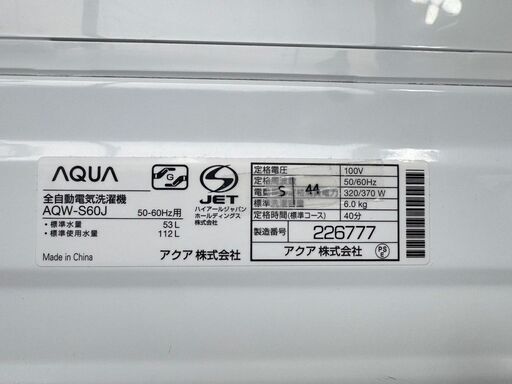 AQUA
全自動電気洗濯機
AQW-S60J 50-60Hz用
・標準水量 53L
・標準使用水量 112L
Made in China
G
JET
ハイアールジャパン
ホールディングス
株式会社
アクア 株式会社
定格電圧 100V
50/60Hz
S 44
320/370 W
6.0 kg
定格時間(標準コース) 40分
製造番号 226777
アクア 株式会社
PS
E